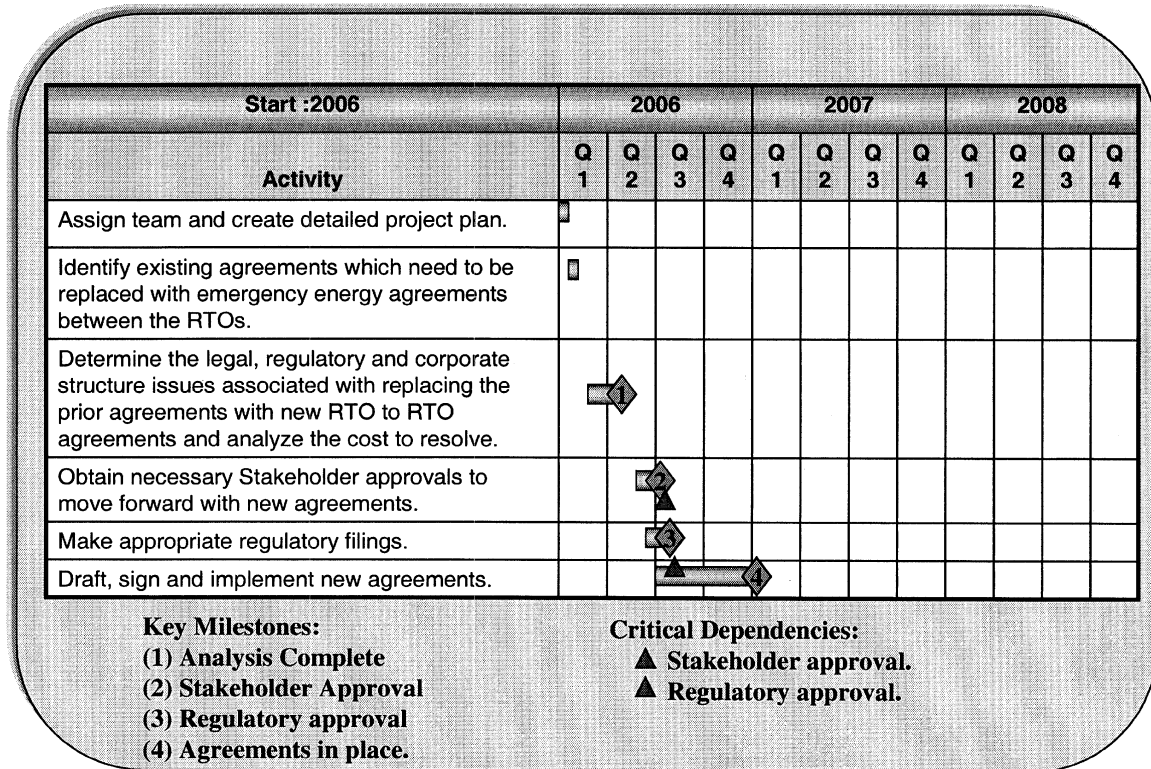 Start :2006 2006 2007 2008
Activity Q 1 Q 2 Q 3 Q 4 Q 1 Q 2 Q 3 Q 4 Q 1 Q 2 Q 3 Q 4
Assign team and create detailed project plan.
Identify existing agreements which need to be
replaced with emergency energy agreements
between the RTOs.
Determine the legal, regulatory and corporate
structure issues associated with replacing the
prior agreements with new RTO to RTO
agreements and analyze the cost to resolve.
1
Obtain necessary Stakeholder approvals to
move forward with new agreements.
2
Make appropriate regulatory filings.
3
Draft, sign and implement new agreements.
4
Key Milestones:
(1) Analysis Complete
(2) Stakeholder Approval
(3) Regulatory approval
(4) Agreements in place.
Critical Dependencies:
Stakeholder approval.
Regulatory approval.